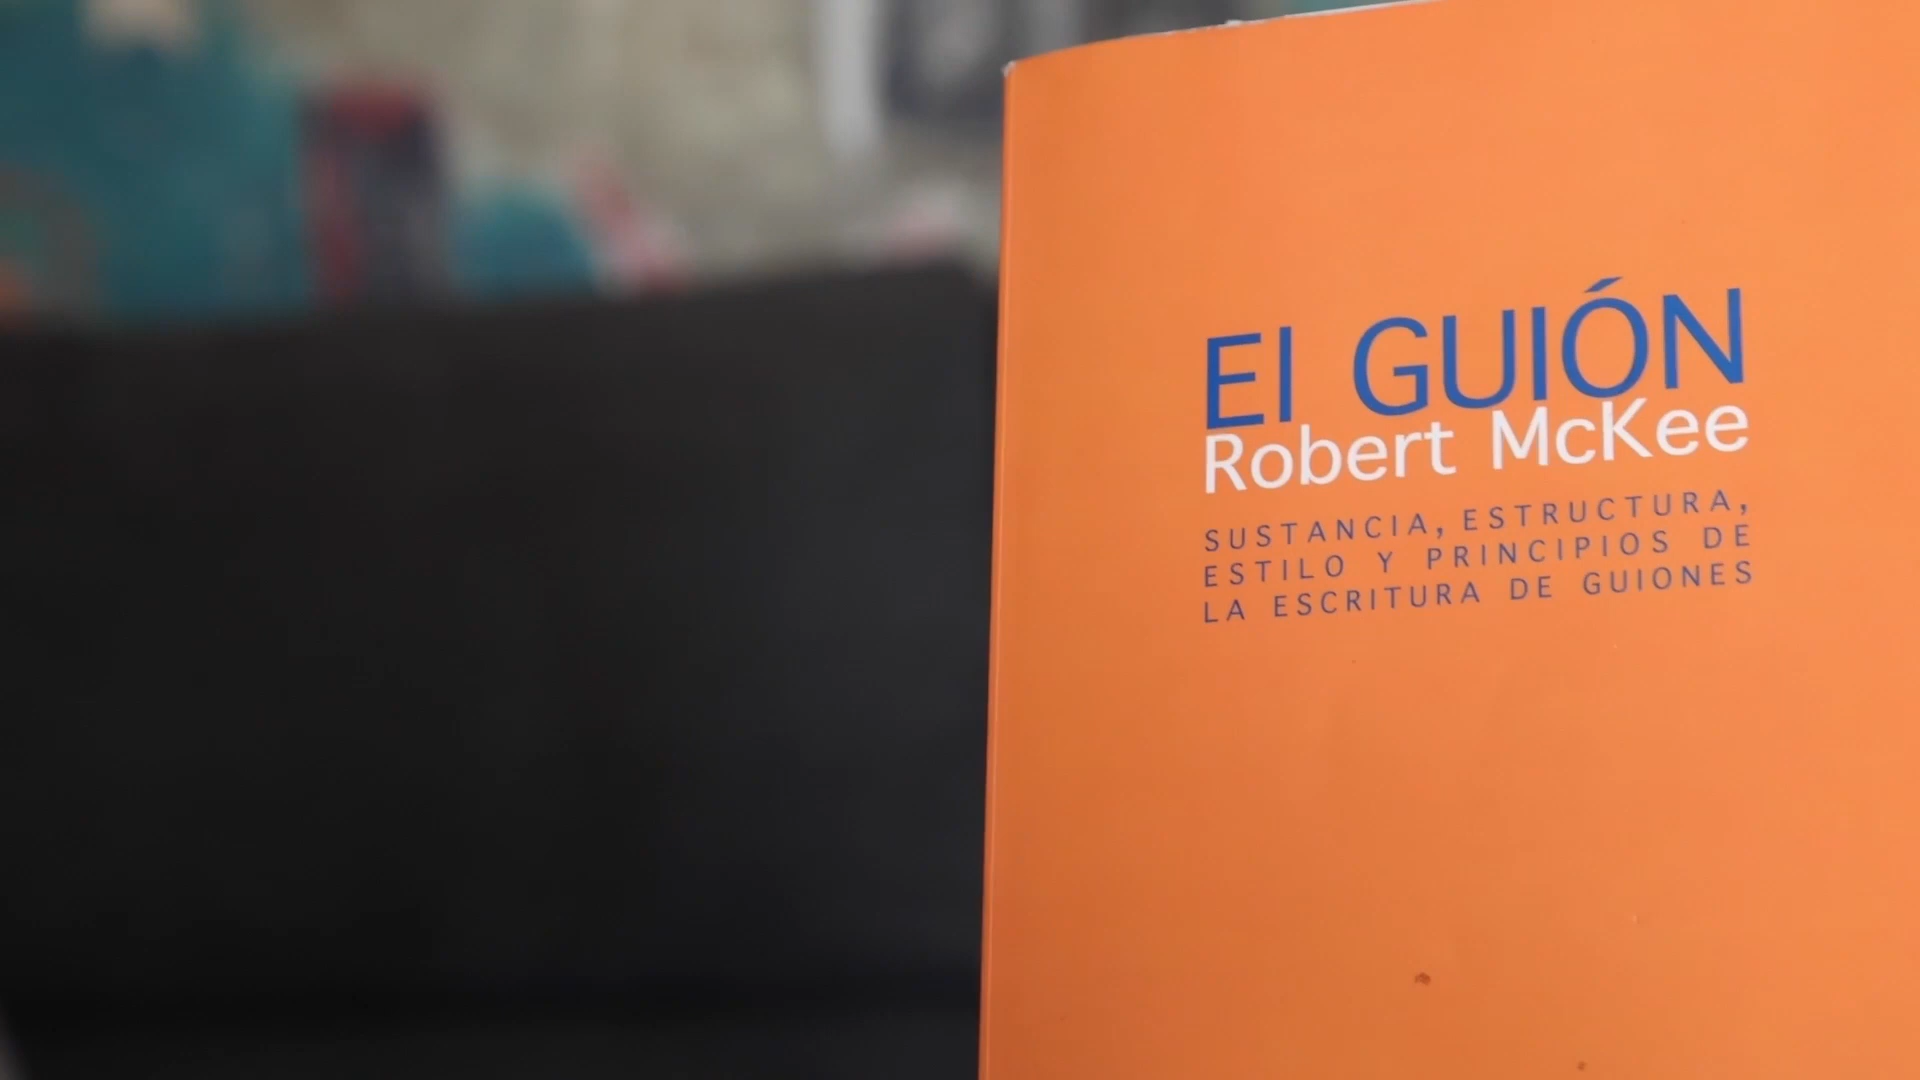 El GUIÓN
Robert McKee
SUSTANCIA, ESTRUCTURA,
ESTILO Y PRINCIPIOS DE
LA ESCRITURA DE GUIONES